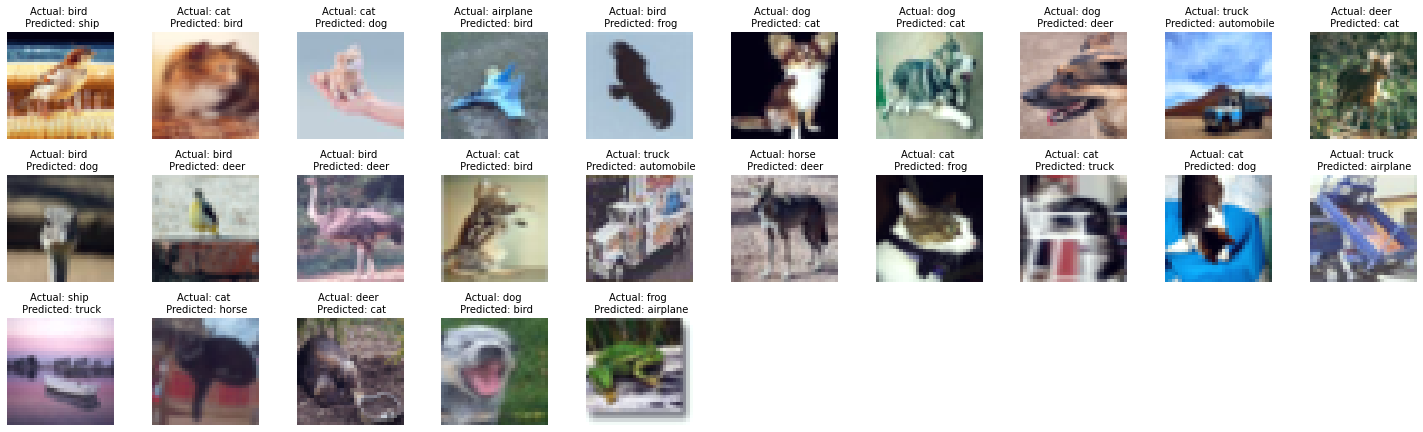 Actual: bird
Predicted: ship
Actual: cat
Predicted: bird
Actual: cat
Predicted: dog
Actual: airplane
Predicted: bird
Actual: bird
Predicted: frog
Actual: dog
Predicted: cat
Actual: dog
Predicted: cat
Actual: dog
Predicted: deer
Actual: truck
Predicted: automobile
Actual: deer
Predicted: cat
Actual: bird
Predicted: dog
Actual: bird
Predicted: deer
Actual: bird
Predicted: deer
Actual: cat
Predicted: bird
Actual: truck
Predicted: automobile
Actual: horse
Predicted: deer
Actual: cat
Predicted: frog
Actual: cat
Predicted: truck
Actual: cat
Predicted: dog
Actual: truck
Predicted: airplane
Actual: ship
Predicted: truck
Actual: cat
Predicted: horse
Actual: deer
Predicted: cat
Actual: dog
Predicted: bird
Actual: frog
Predicted: airplane